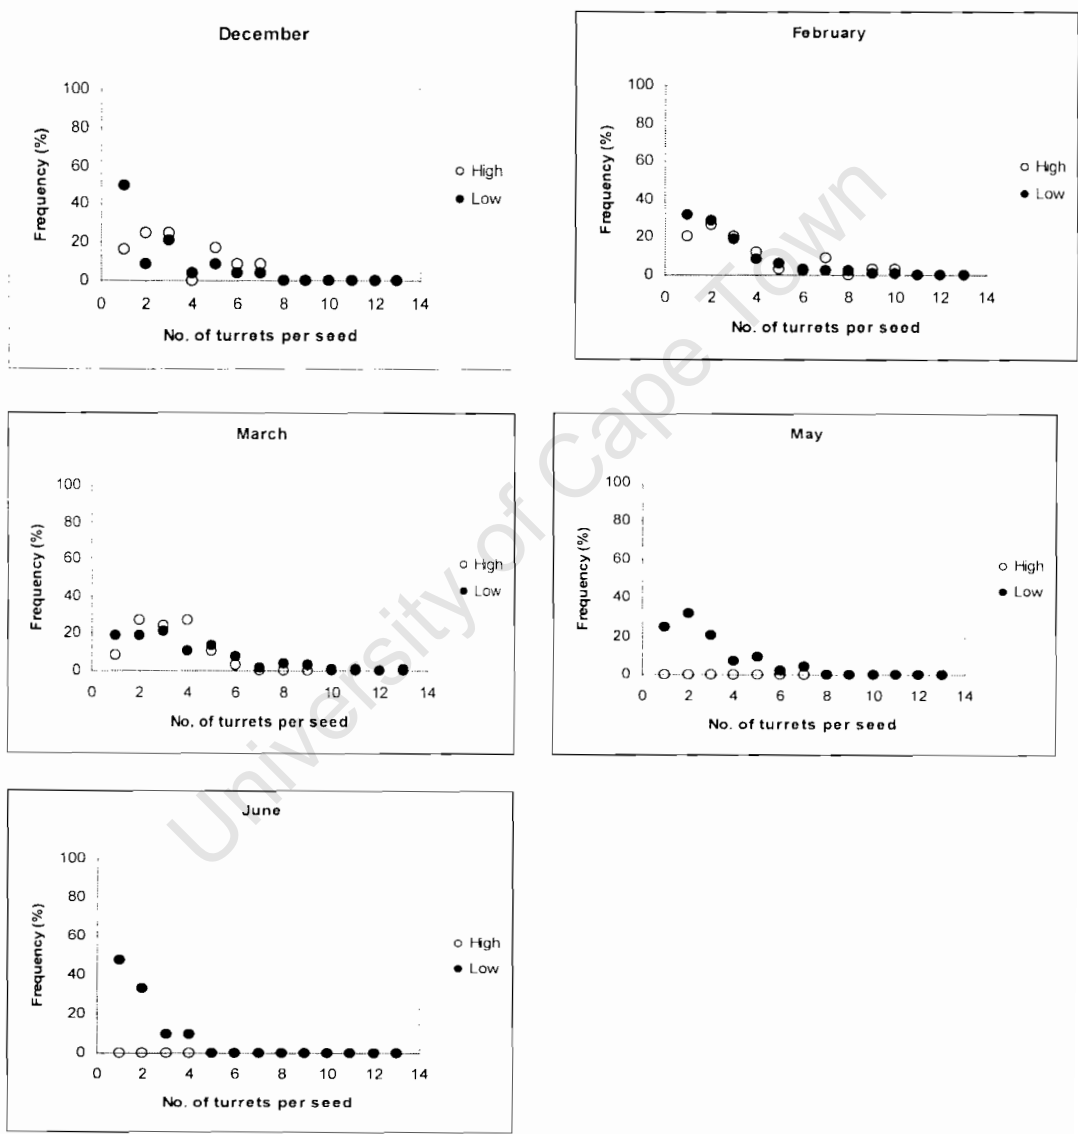 December
100
80
60
40
20
0
Frequency (%)
0 2 4 6 8 10 12 14
No. of turrets per seed
High
Low
February
100
80
60
40
20
0
Frequency (%)
0 2 4 6 8 10 12 14
No. of turrets per seed
High
Low
March
100
80
60
40
20
0
Frequency (%)
0 2 4 6 8 10 12 14
No. of turrets per seed
High
Low
May
100
80
60
40
20
0
Frequency (%)
0 2 4 6 8 10 12 14
No. of turrets per seed
High
Low
June
100
80
60
40
20
0
Frequency (%)
0 2 4 6 8 10 12 14
No. of turrets per seed
High
Low
University of Cape Town